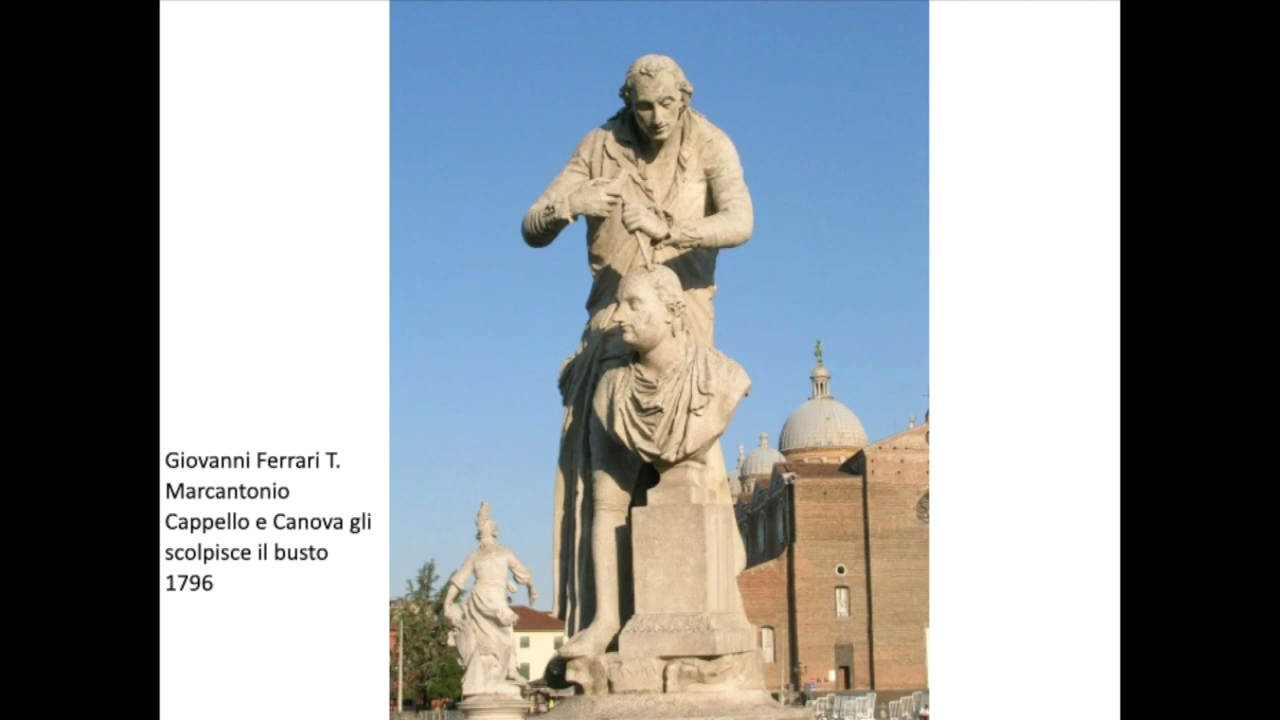 Giovanni Ferrari T.
Marcantonio
Cappello e Canova gli
scolpisce il busto
1796